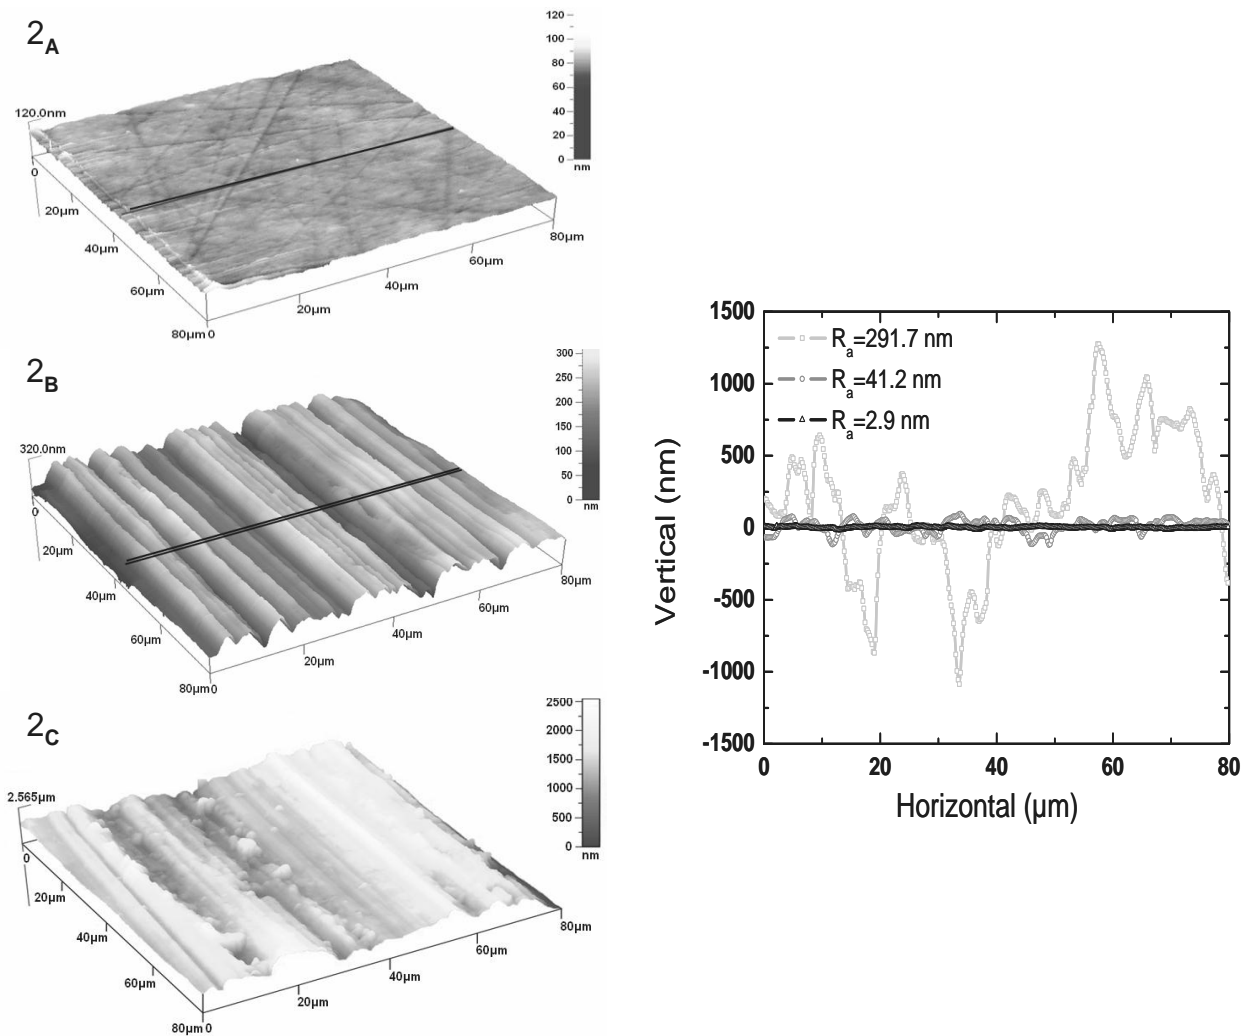 2A
120
100
80
60
40
20
0
nm
120.0nm
0
20µm
40µm
60µm
80µm 0
20µm
40µm
60µm
80µm
2B
300
250
200
150
100
50
0
nm
320.0nm
0
20µm
40µm
60µm
80µm 0
20µm
40µm
60µm
80µm
2C
2500
2000
1500
1000
500
0
nm
2.565µm
0
20µm
40µm
60µm
80µm 0
20µm
40µm
60µm
80µm
1500
1000
500
0
-500
-1000
-1500
Vertical (nm)
Ra=291.7 nm
Ra=41.2 nm
Ra=2.9 nm
0 20 40 60 80
Horizontal (µm)